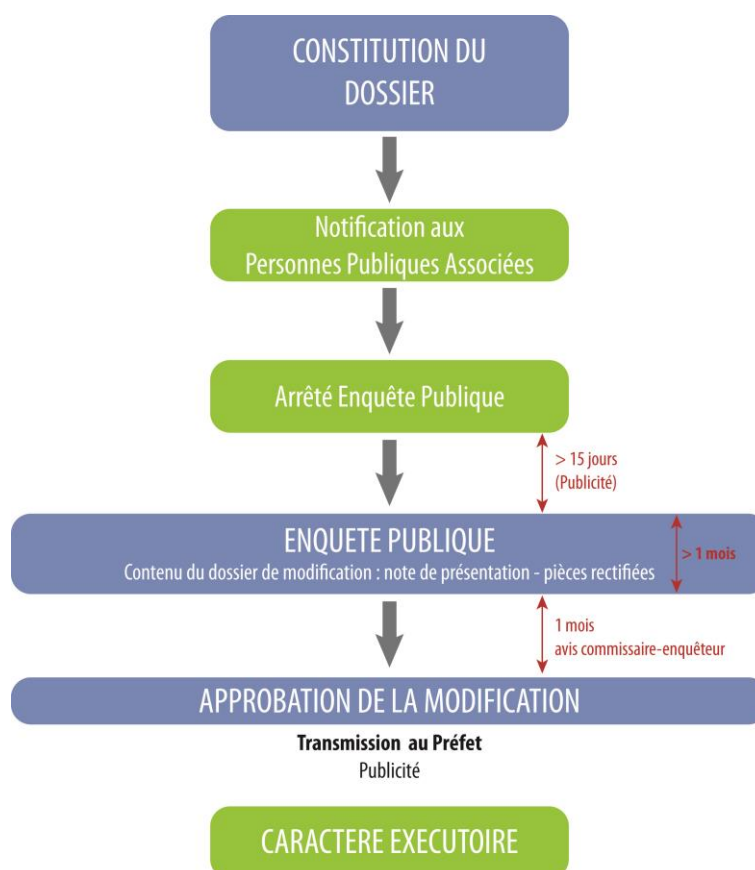 CONSTITUTION DU
DOSSIER
Notification aux
Personnes Publiques Associées
Arrêté Enquête Publique
> 15 jours
(Publicité)
ENQUETE PUBLIQUE
Contenu du dossier de modification : note de présentation - pièces rectifiées
> 1 mois
1 mois
avis commissaire-enquêteur
APPROBATION DE LA MODIFICATION
Transmission au Préfet
Publicité
CARACTERE EXECUTOIRE